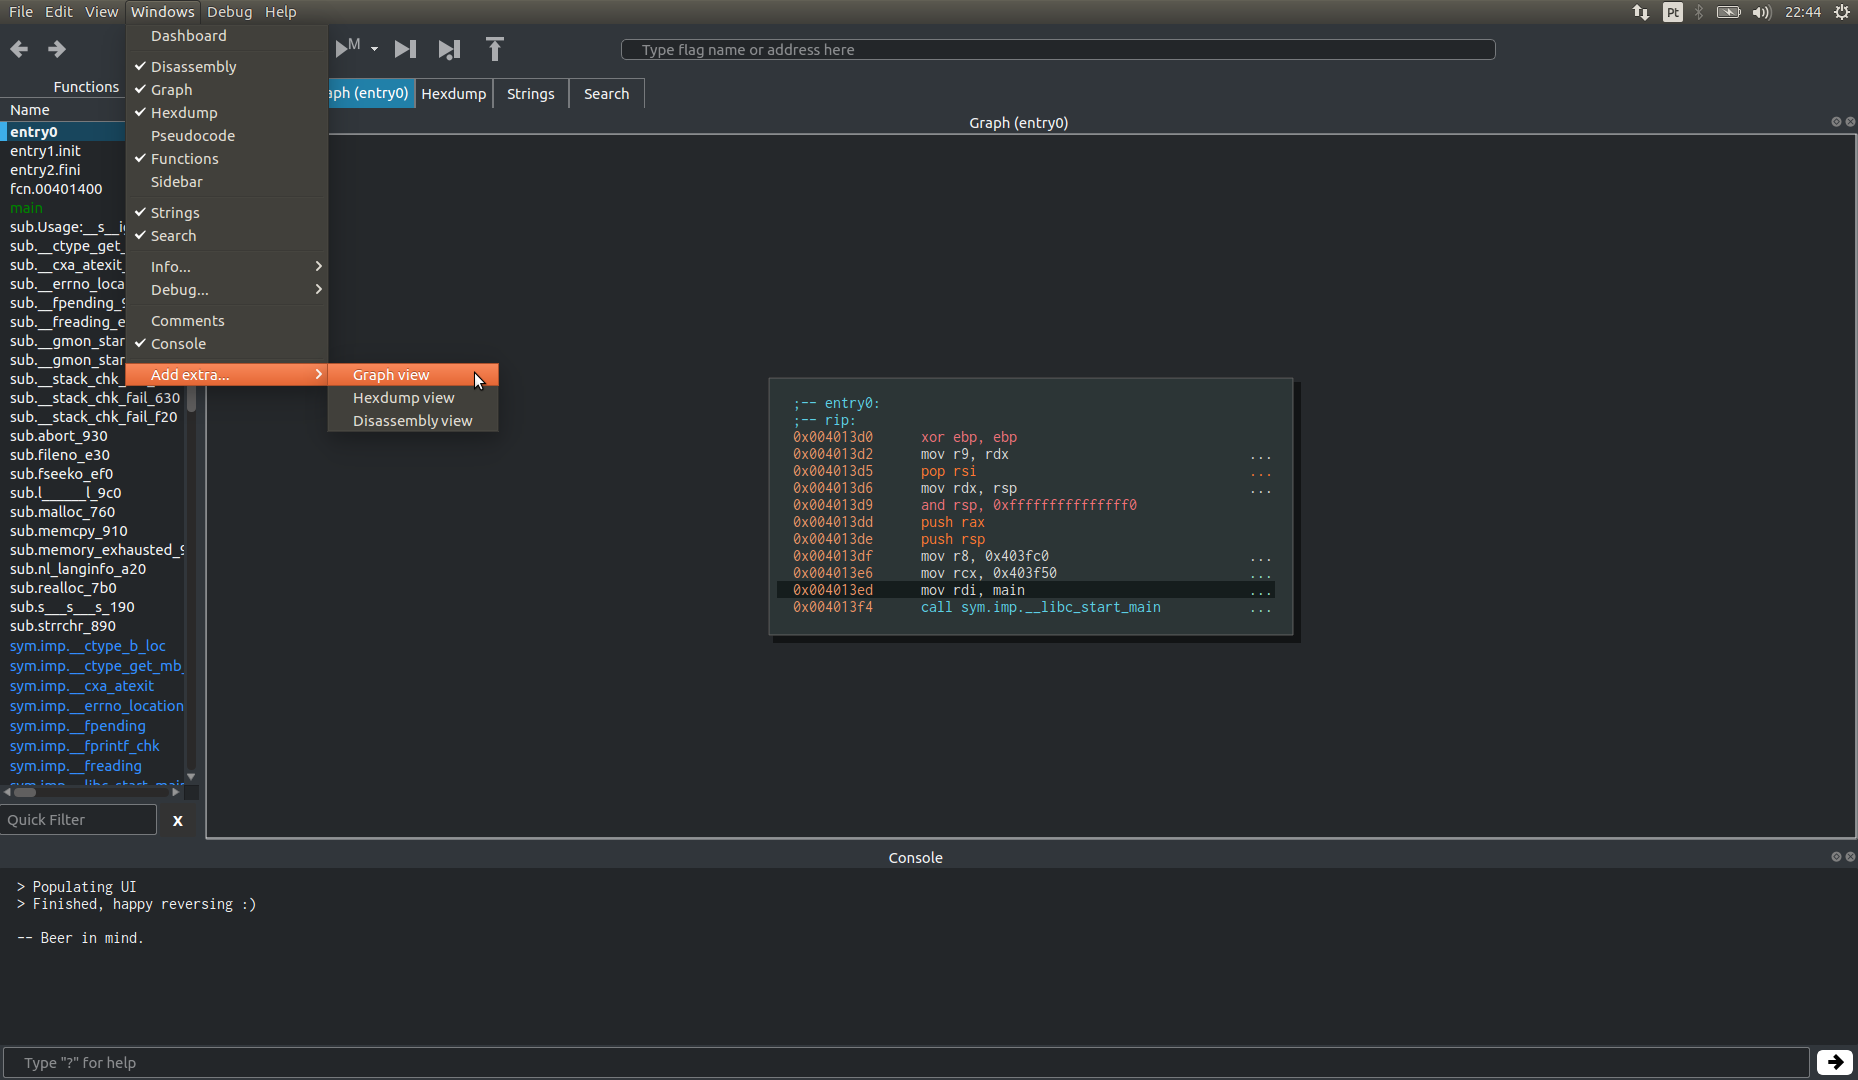 File Edit View Windows Debug Help
Pt 22:44
Dashboard
Disassembly
Graph
Hexdump
Pseudocode
Functions
Sidebar
Strings
Search
Info...
Debug...
Comments
Console
Add extra...
Graph view
Hexdump view
Disassembly view
M
Type flag name or address here
aph (entry0) Hexdump Strings Search
Functions
Name
entry0
entry1.init
entry2.fini
fcn.00401400
main
sub.Usage:__s__i
sub.__ctype_get_
sub.__cxa_atexit_
sub.__errno_loca
sub.__fpending_9
sub.__freading_e
sub.__gmon_star
sub.__gmon_star
sub.__stack_chk_
sub.__stack_chk_fail_630
sub.__stack_chk_fail_f20
sub.abort_930
sub.fileno_e30
sub.fseeko_ef0
sub.l______l_9c0
sub.malloc_760
sub.memcpy_910
sub.memory_exhausted_9
sub.nl_langinfo_a20
sub.realloc_7b0
sub.s___s___s_190
sub.strrchr_890
sym.imp.__ctype_b_loc
sym.imp.__ctype_get_mb_
sym.imp.__cxa_atexit
sym.imp.__errno_location
sym.imp.__fpending
sym.imp.__fprintf_chk
sym.imp.__freading
sym.imp.__libc_start_mai
Quick Filter x
Graph (entry0)
;-- entry0:
;-- rip:
0x004013d0 xor ebp, ebp
0x004013d2 mov r9, rdx ...
0x004013d5 pop rsi ...
0x004013d6 mov rdx, rsp ...
0x004013d9 and rsp, 0xfffffffffffffff0
0x004013dd push rax
0x004013de push rsp
0x004013df mov r8, 0x403fc0 ...
0x004013e6 mov rcx, 0x403f50 ...
0x004013ed mov rdi, main ...
0x004013f4 call sym.imp.__libc_start_main ...
Console
> Populating UI
> Finished, happy reversing :)
-- Beer in mind.
Type "?" for help